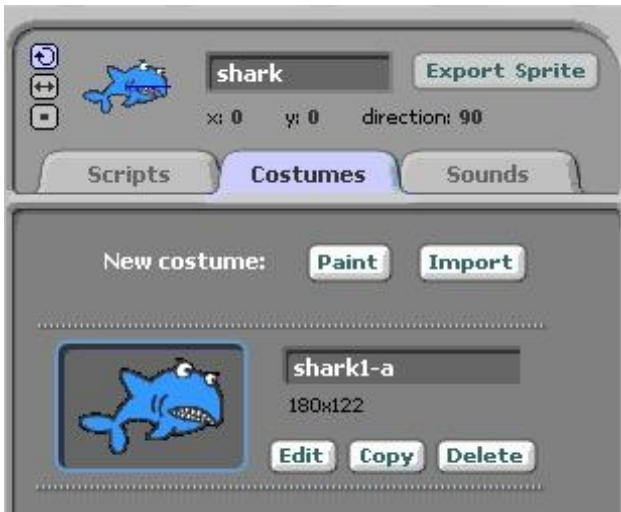 shark Export Sprite
x: 0 y: 0 direction: 90
Scripts Costumes Sounds
New costume: Paint Import
shark1-a
180x122
Edit Copy Delete